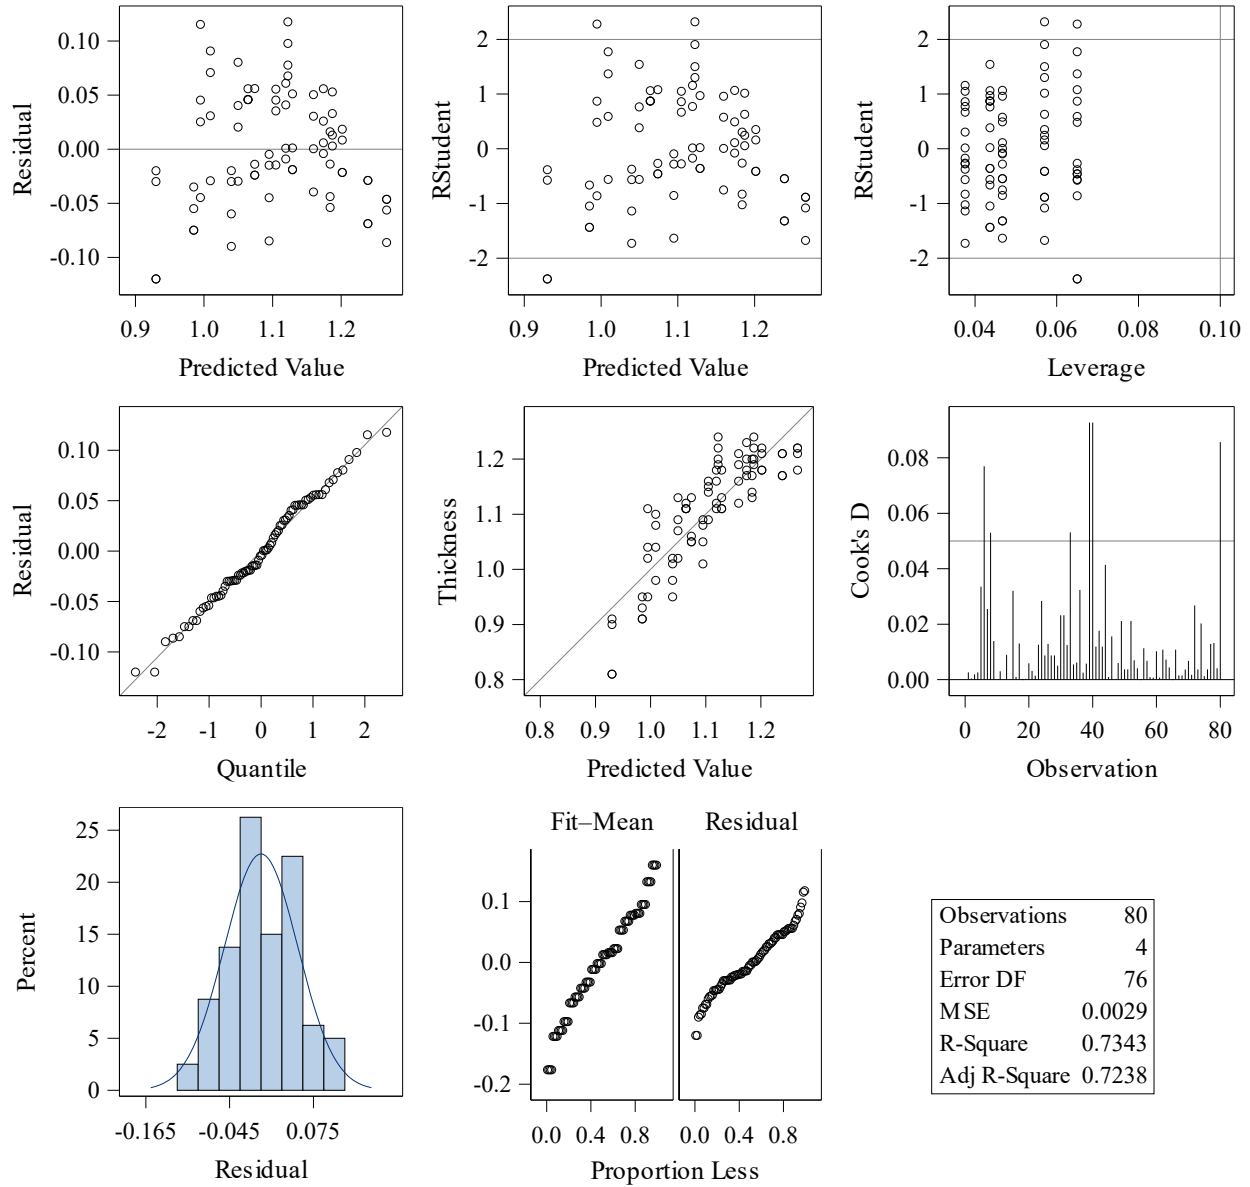 0.10
0.05
0.00
-0.05
-0.10
Residual
0.9 1.0 1.1 1.2
Predicted Value
2
1
0
-1
-2
RStudent
0.9 1.0 1.1 1.2
Predicted Value
2
1
0
-1
-2
RStudent
0.04 0.06 0.08 0.10
Leverage
0.10
0.05
0.00
-0.05
-0.10
Residual
-2 -1 0 1 2
Quantile
1.2
1.1
1.0
0.9
0.8
Thickness
0.8 0.9 1.0 1.1 1.2
Predicted Value
0.08
0.06
0.04
0.02
0.00
Cook's D
0 20 40 60 80
Observation
25
20
15
10
5
0
Percent
-0.165 -0.045 0.075
Residual
Fit–Mean Residual
0.1
0.0
-0.1
-0.2
0.0 0.4 0.8 0.0 0.4 0.8
Proportion Less
Observations 80
Parameters 4
Error DF 76
MSE 0.0029
R-Square 0.7343
Adj R-Square 0.7238